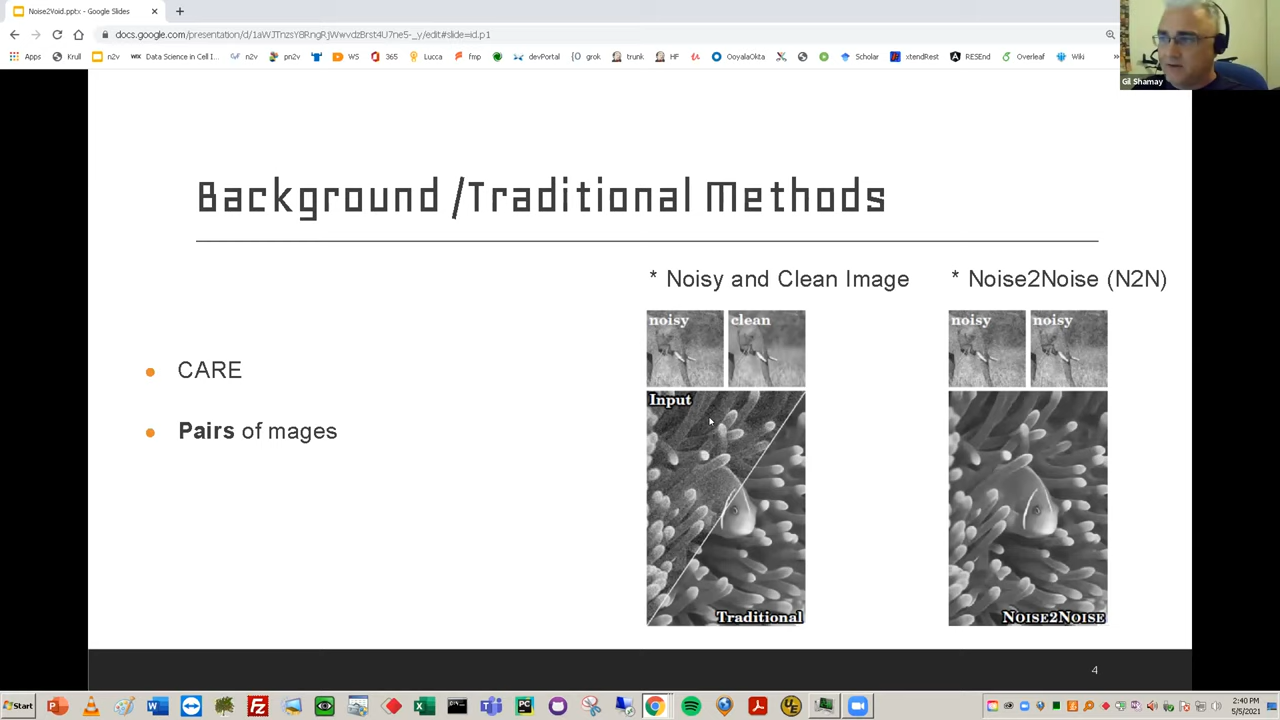 Noise2Void.pptx - Google Slides
docs.google.com/presentation/d/1aWJTnzsYBRngRjWwvdzBrst4U7ne5-_y/edit#slide=id.p1
Apps Krull n2v Data Science in Cell I... n2v pn2v WS 365 Lucca fmp devPortal grok trunk HF OoyalaOkta Scholar xtendRest RESEnd Overleaf Wiki »
Gil Shamay
Background /Traditional Methods
* Noisy and Clean Image
* Noise2Noise (N2N)
noisy clean
noisy noisy
• CARE
• Pairs of mages
Input
Traditional
NOISE2NOISE
4
Start
2:40 PM
5/5/2021